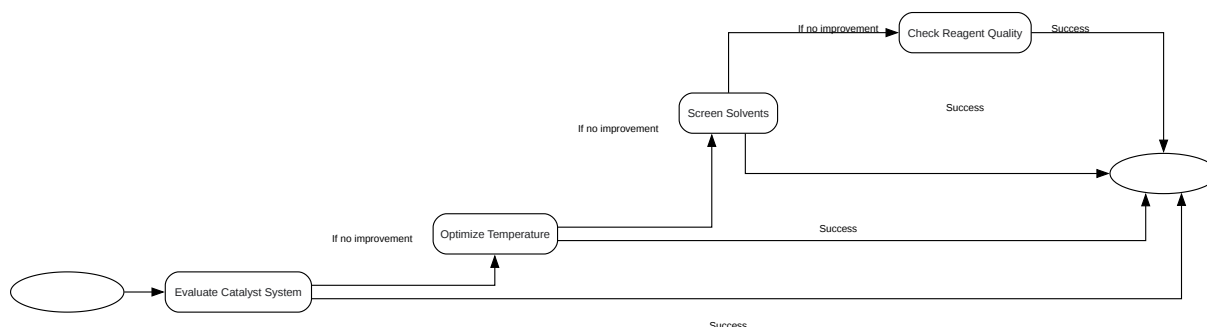 If no improvement
Check Reagent Quality
Success
Screen Solvents
Success
If no improvement
Optimize Temperature
Success
If no improvement
Evaluate Catalyst System
Success